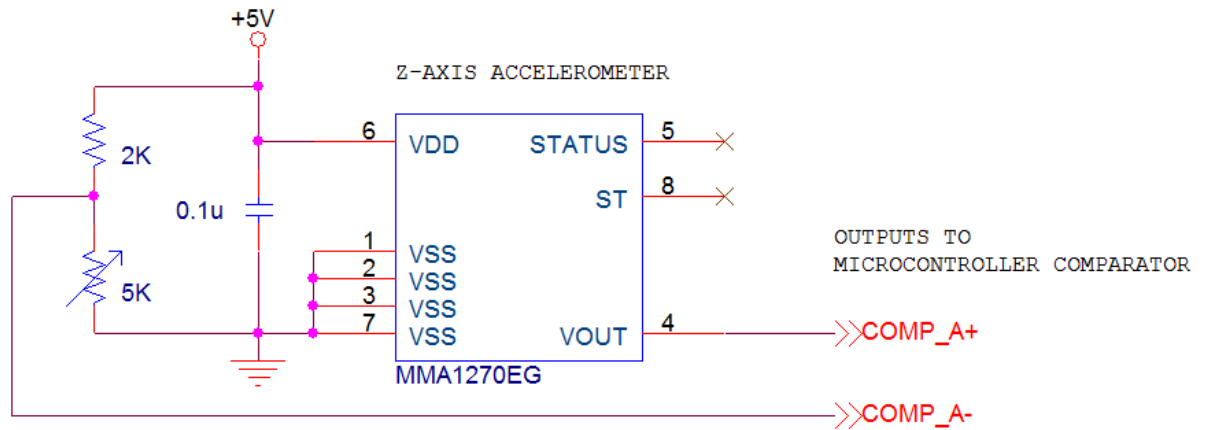 +5V
Z-AXIS ACCELEROMETER
6 VDD STATUS 5
2K
ST 8
0.1u
1 VSS
OUTPUTS TO
MICROCONTROLLER COMPARATOR
2 VSS
5K
3 VSS
7 VSS VOUT 4 COMP_A+
MMA1270EG
COMP_A-